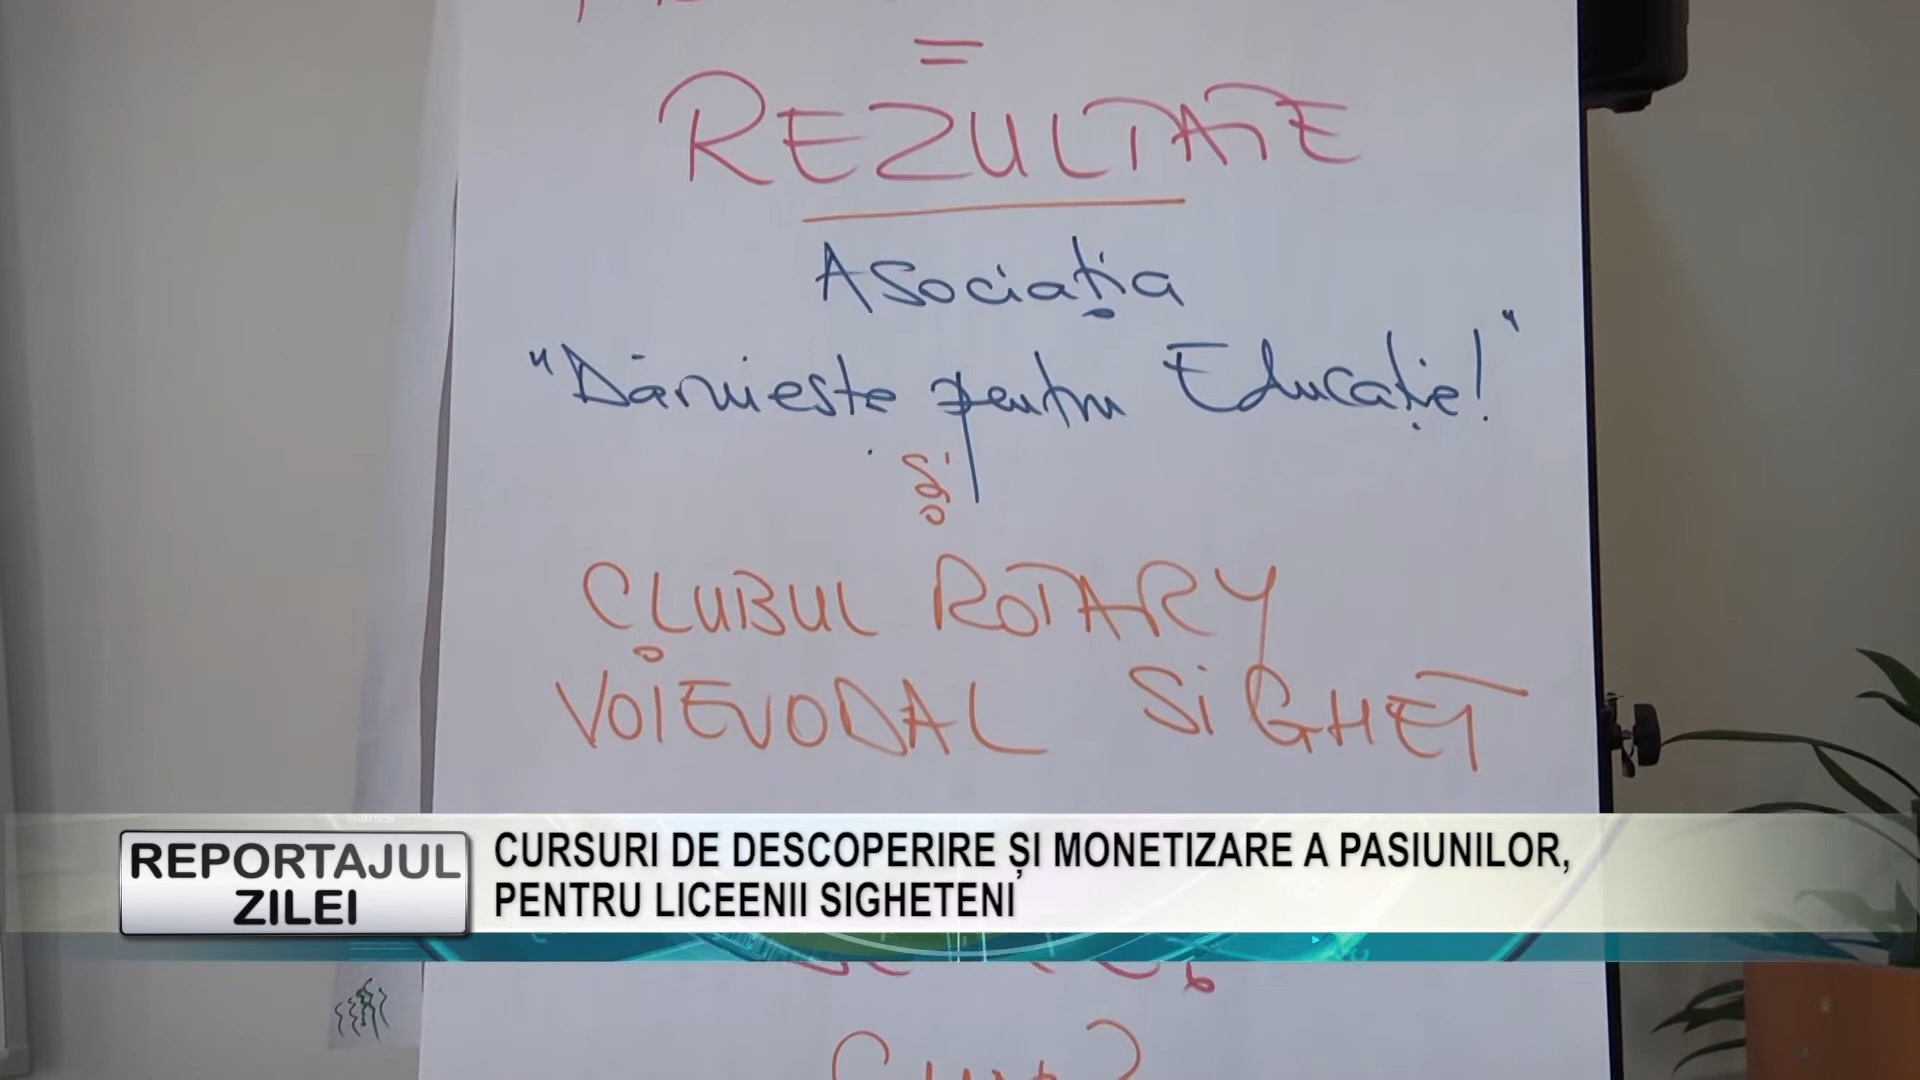 =
REZULTATE
Asociația
"Dăruiește pentru Educație!"
și
CLUBUL ROTARY
VOIEVODAL SIGHET
REPORTAJUL
ZILEI
CURSURI DE DESCOPERIRE ȘI MONETIZARE A PASIUNILOR,
PENTRU LICEENII SIGHETENI